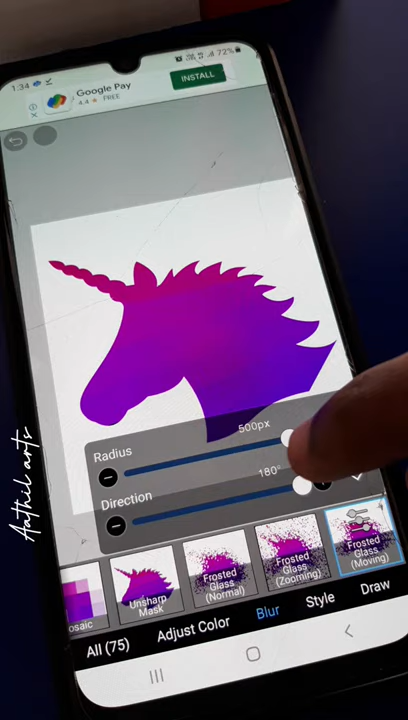 1:34
72%
Google Pay
4.4 ★ FREE
INSTALL
Radius
500px
Direction
180°
osaic
Unsharp
Mask
Frosted
Glass
(Normal)
Frosted
Glass
(Zooming)
Frosted
Glass
(Moving)
All (75)
Adjust Color
Blur
Style
Draw
Aathil arts